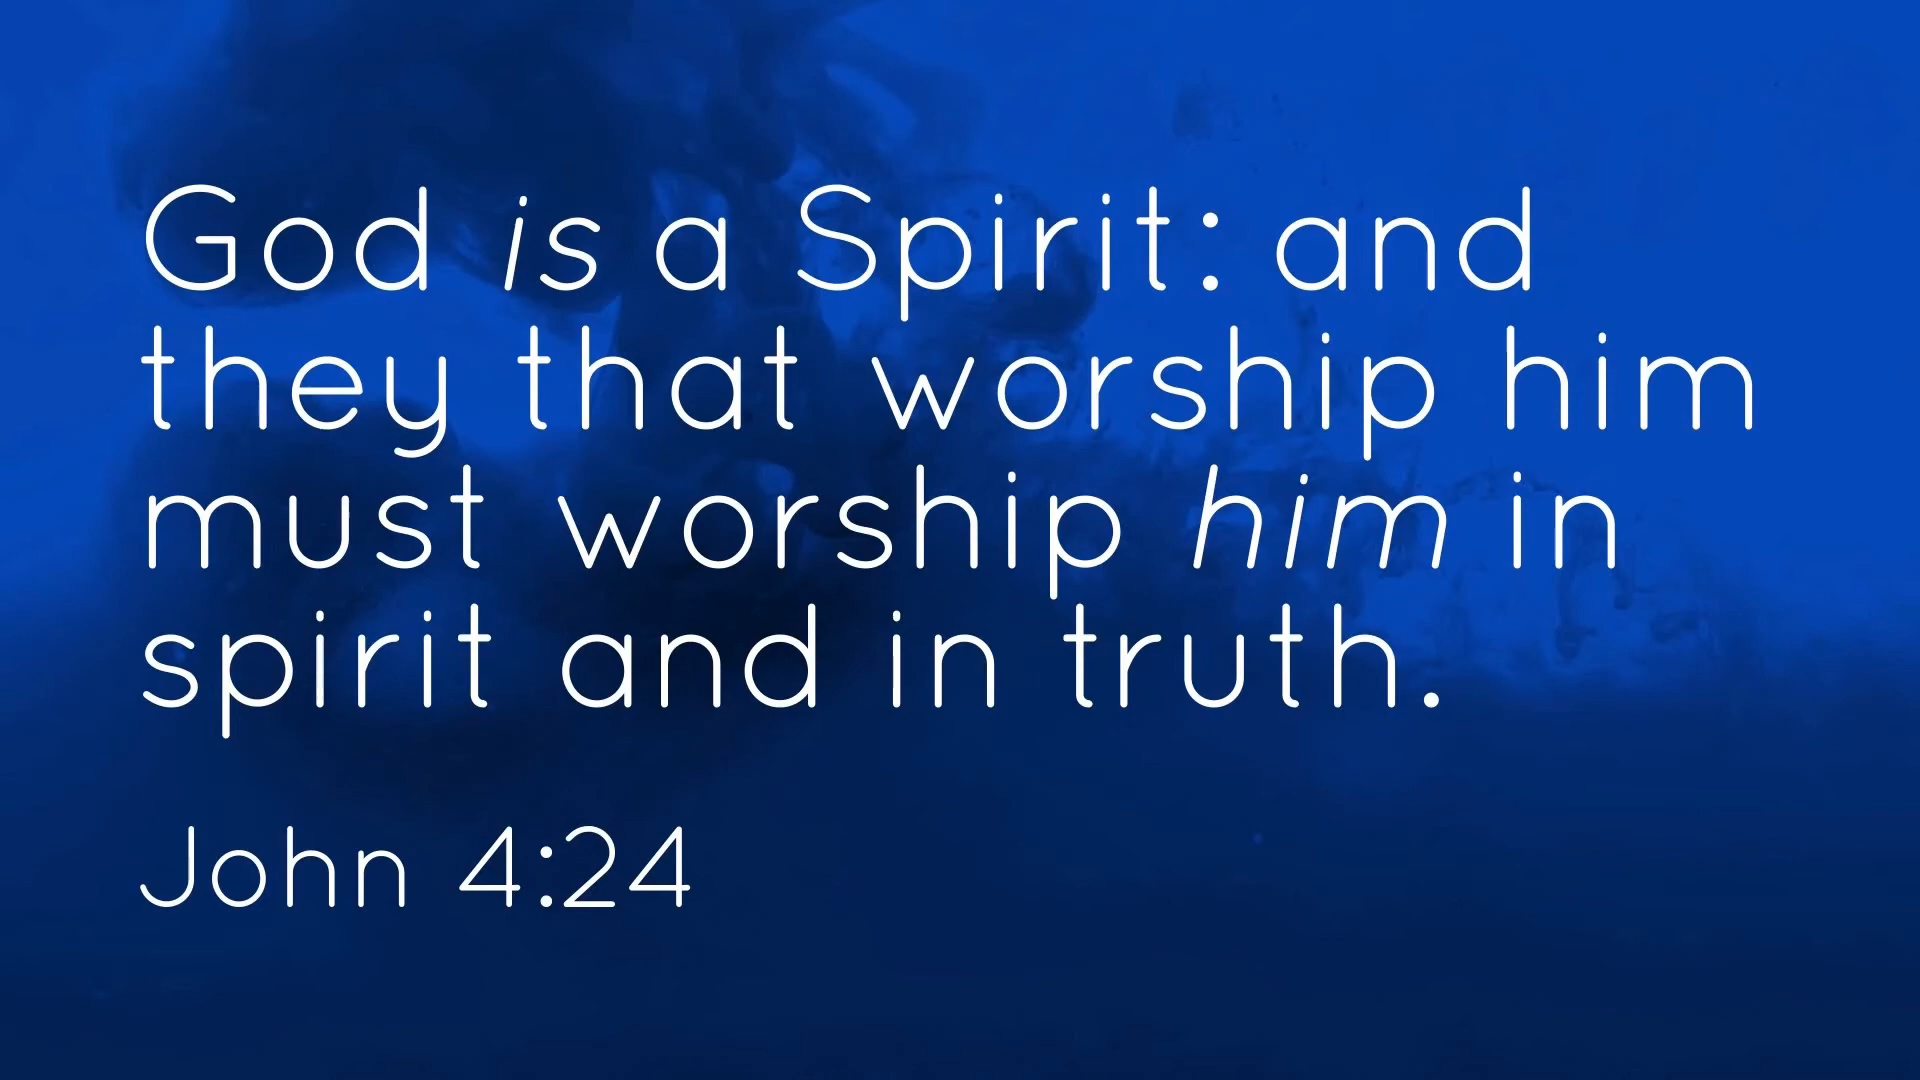 God is a Spirit: and
they that worship him
must worship him in
spirit and in truth.
John 4:24